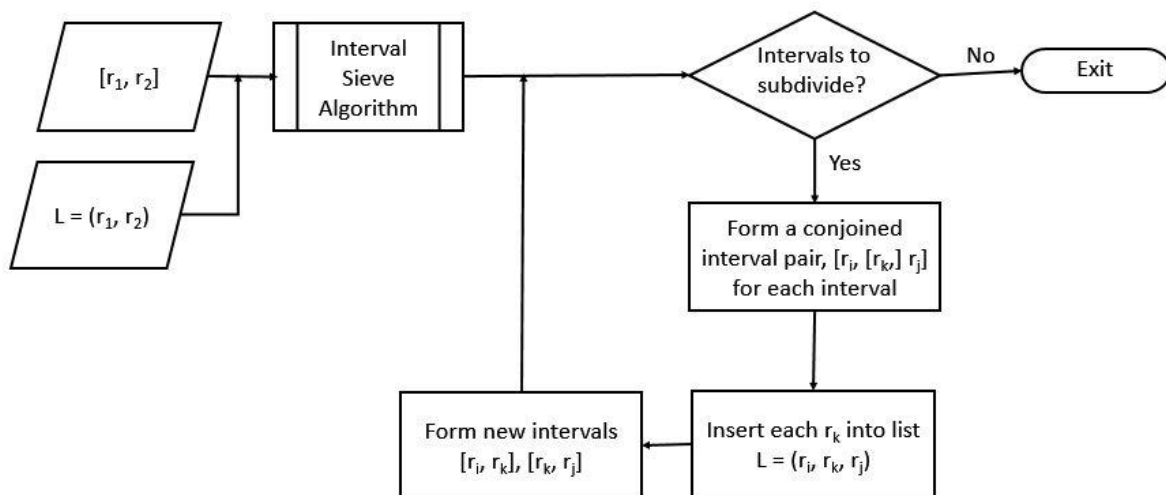 [r₁, r₂]
L = (r₁, r₂)
Interval
Sieve
Algorithm
Intervals to
subdivide?
No
Exit
Yes
Form a conjoined
interval pair, [rᵢ, [rₖ,] rⱼ]
for each interval
Insert each rₖ into list
L = (rᵢ, rₖ, rⱼ)
Form new intervals
[rᵢ, rₖ], [rₖ, rⱼ]